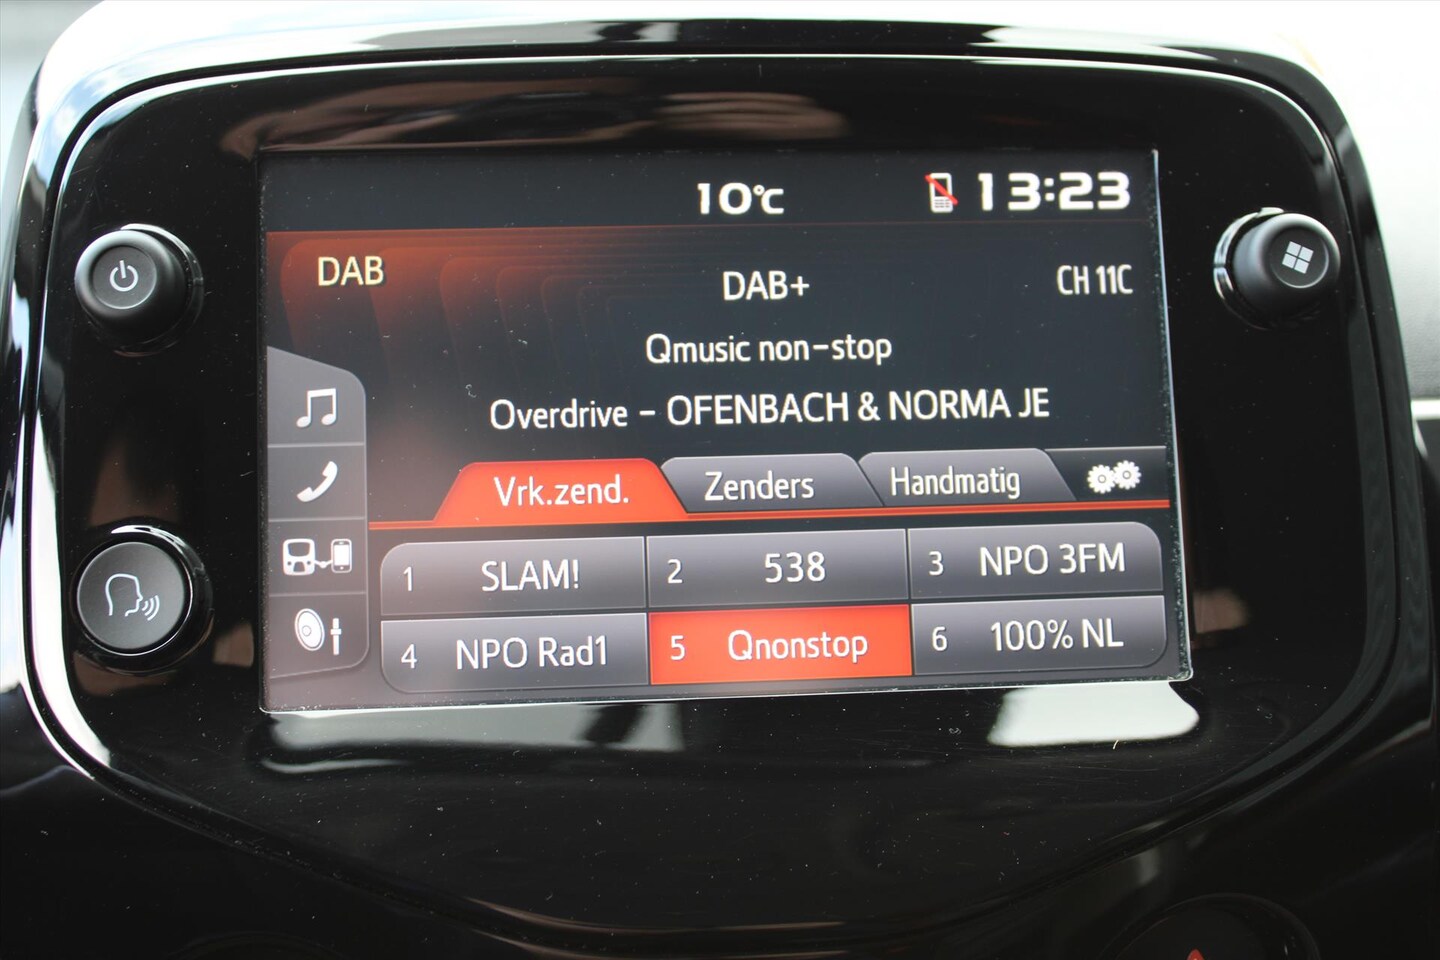 10°C 13:23
DAB DAB+ CH 11C
Qmusic non-stop
Overdrive - OFENBACH & NORMA JE
Vrk.zend. Zenders Handmatig
1 SLAM! 2 538 3 NPO 3FM
4 NPO Rad1 5 Qnonstop 6 100% NL